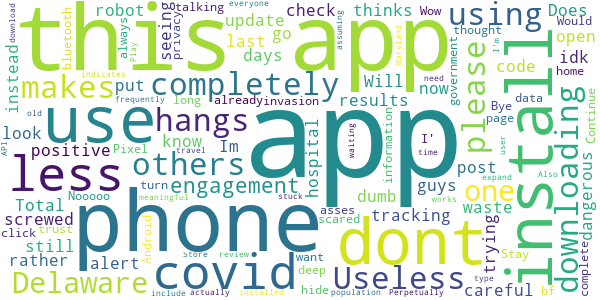 this app
using
install
app
phone
use
dont
covid
less
completely
hangs
makes
others
engagement
Delaware
Useless
please
downloading
one
dangerous
careful
trying
tracking
waste
post
guys
dumb
know
Im
positive
look
screwed
still
Total
rather
alert
instead
robot
always
thinks
update
check
seeing
privacy
talking
bluetooth
last
go
days
put
long
already
invasion
results
Will
now
hospital
information
government
thought
Does
open
idk
code
home
page
data
Bye
Would
Wow
everyone
assuming
Play
download
indicates
old
frequently
API
travel
Pixel
Nooooo
meaningful
turn
click
trust
Android
stuck
asses
scared
waiting
time
I'
want
deep
hide
Store
review
include
actually
installed
population
Perpetually
Stay
type
works
need
Maryland
I'm
user
expand
Also
complete
Continue
bf